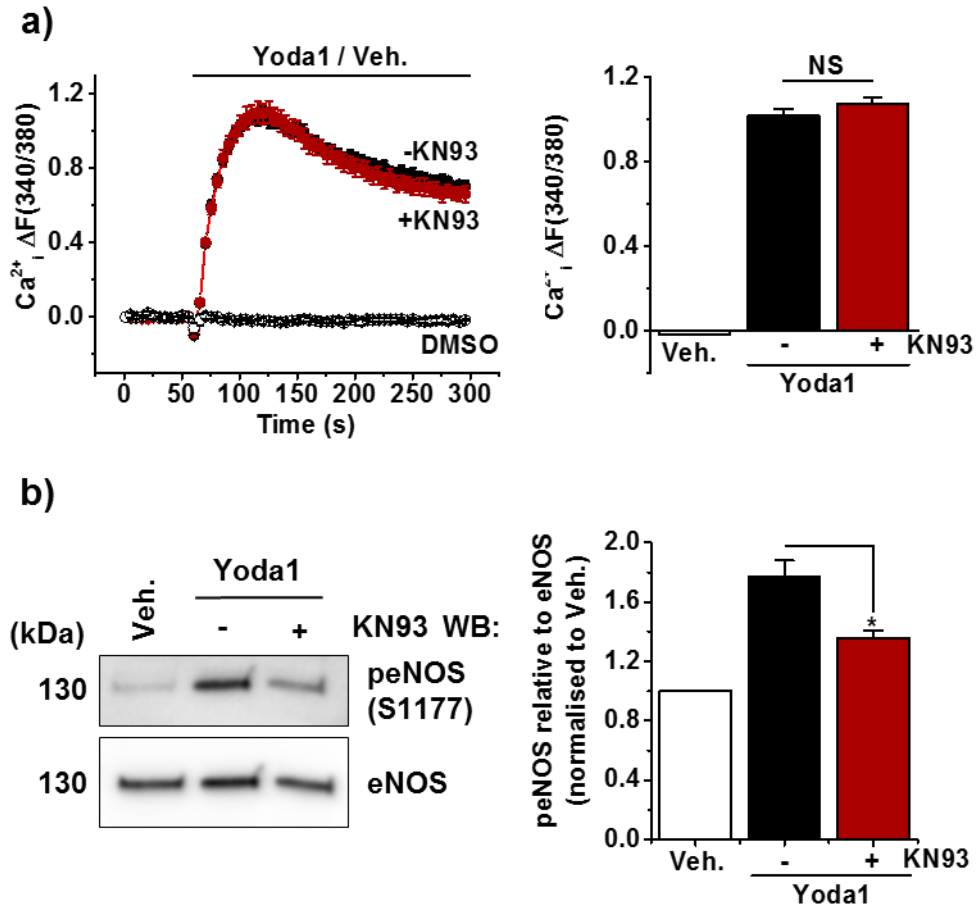 a)
Yoda1 / Veh.
1.2
0.8
0.4
0.0
Ca²⁺ᵢ ΔF(340/380)
-KN93
+KN93
DMSO
0 50 100 150 200 250 300
Time (s)
NS
1.2
0.8
0.4
0.0
ΔF(340/380)
Veh. - + KN93
Yoda1
b)
Veh.
Yoda1
(kDa) - + KN93 WB:
130 peNOS
(S1177)
130 eNOS
2.0
1.6
1.2
0.8
0.4
0.0
peNOS relative to eNOS
(normalised to Veh.)
*
Veh. - + KN93
Yoda1